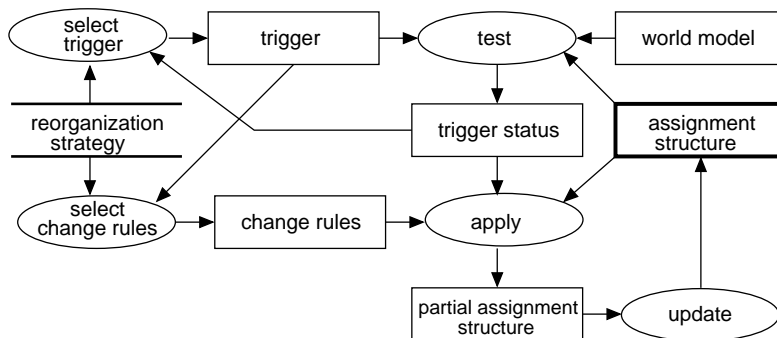 select
trigger
trigger
test
world model
reorganization
strategy
trigger status
assignment
structure
select
change rules
change rules
apply
partial assignment
structure
update